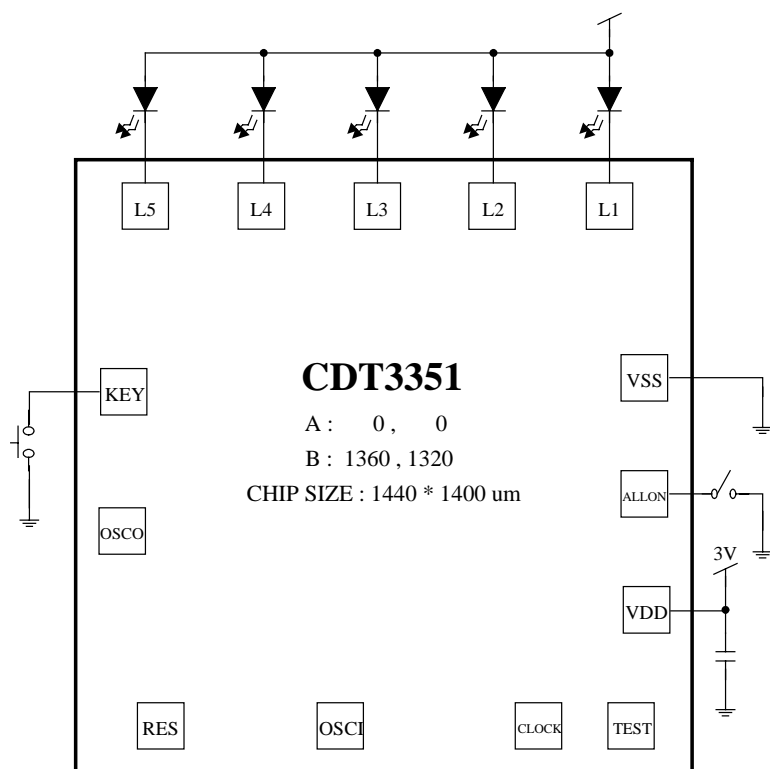 L5 L4 L3 L2 L1
CDT3351
KEY
VSS
A : 0 , 0
B : 1360 , 1320
CHIP SIZE : 1440 * 1400 um
ALLON
OSCO
3V
VDD
RES OSCI CLOCK TEST